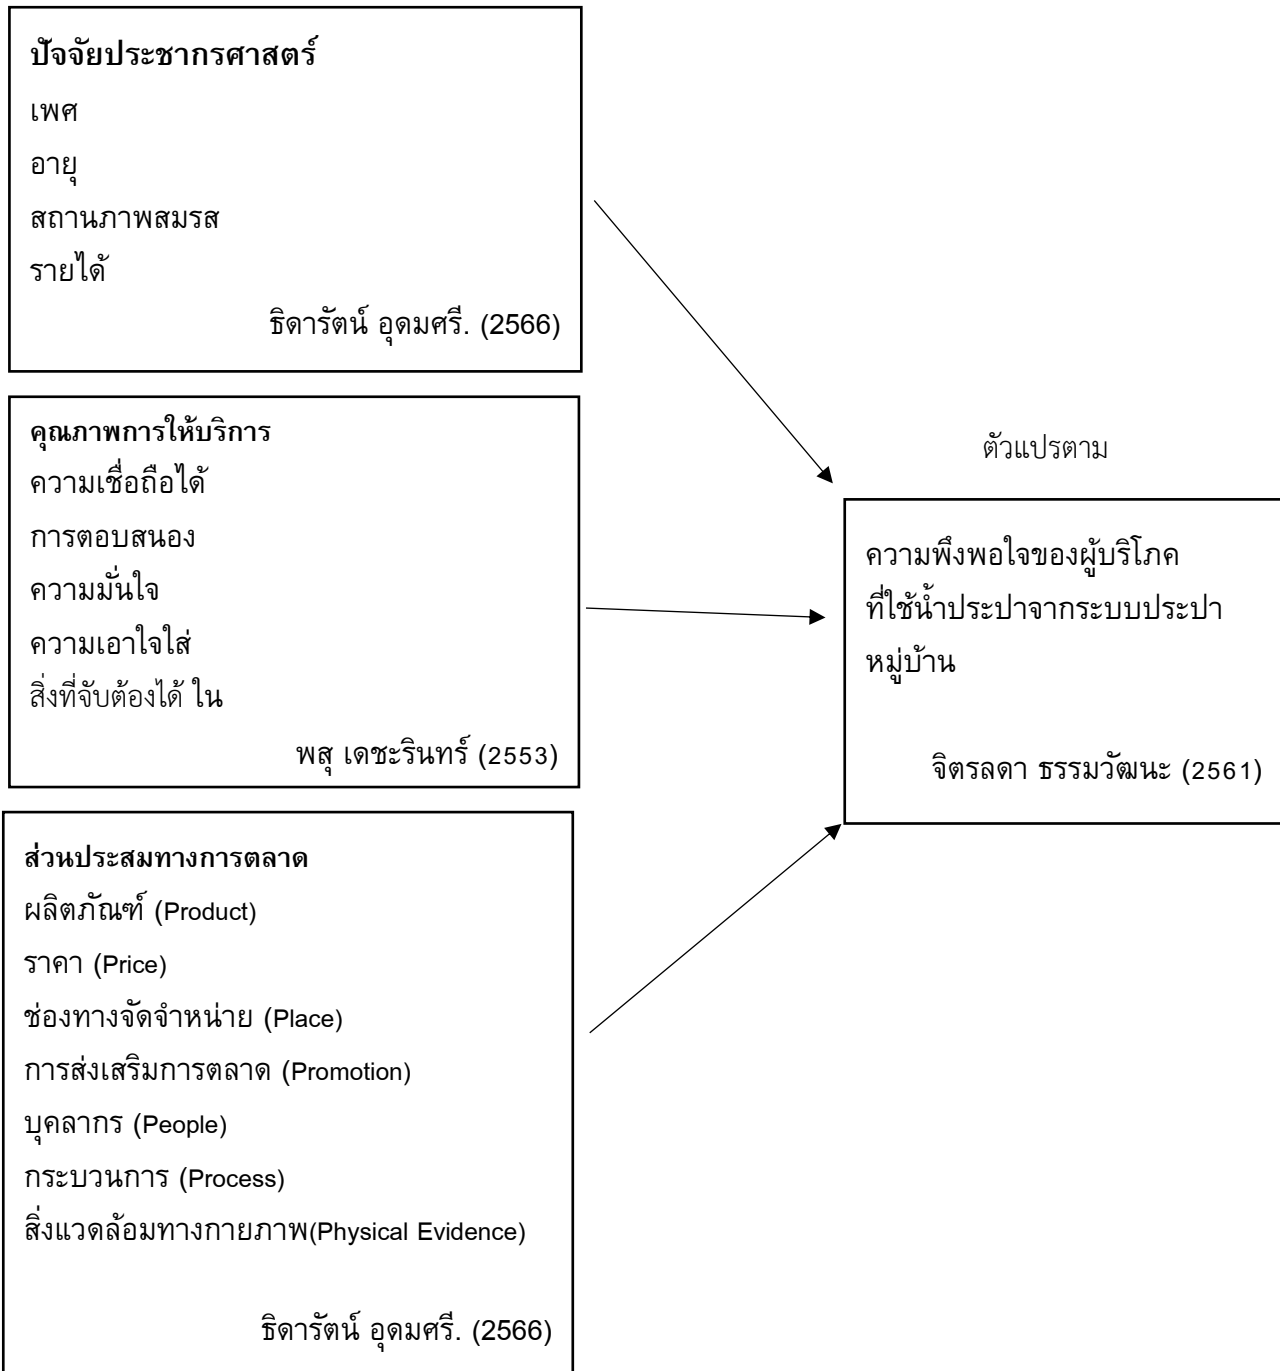 ปัจจัยประชากรศาสตร์
เพศ
อายุ
สถานภาพสมรส
รายได้
ธิดารัตน์ อุดมศรี. (2566)
คุณภาพการให้บริการ
ความเชื่อถือได้
การตอบสนอง
ความมั่นใจ
ความเอาใจใส่
สิ่งที่จับต้องได้ ใน
พสุ เดชะรินทร์ (2553)
ส่วนประสมทางการตลาด
ผลิตภัณฑ์ (Product)
ราคา (Price)
ช่องทางจัดจำหน่าย (Place)
การส่งเสริมการตลาด (Promotion)
บุคลากร (People)
กระบวนการ (Process)
สิ่งแวดล้อมทางกายภาพ(Physical Evidence)
ธิดารัตน์ อุดมศรี. (2566)
ตัวแปรตาม
ความพึงพอใจของผู้บริโภค
ที่ใช้น้ำประปาจากระบบประปา
หมู่บ้าน
จิตรลดา ธรรมวัฒนะ (2561)